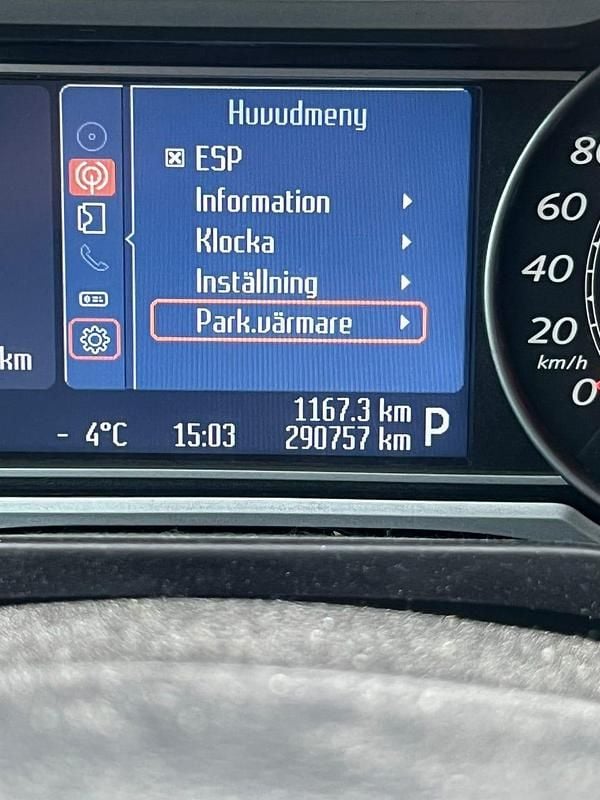 Huvudmeny
ESP
Information
Klocka
Inställning
Park.värmare
km
1167.3 km
- 4°C 15:03 290757 km P
80
60
40
20
km/h
0